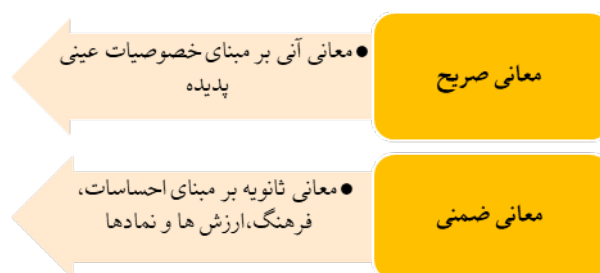 معانی صریح
●معانی آنی بر مبنای خصوصیات عینی
پدیده
معانی ضمنی
●معانی ثانویه بر مبنای احساسات،
فرهنگ،ارزش ها و نمادها